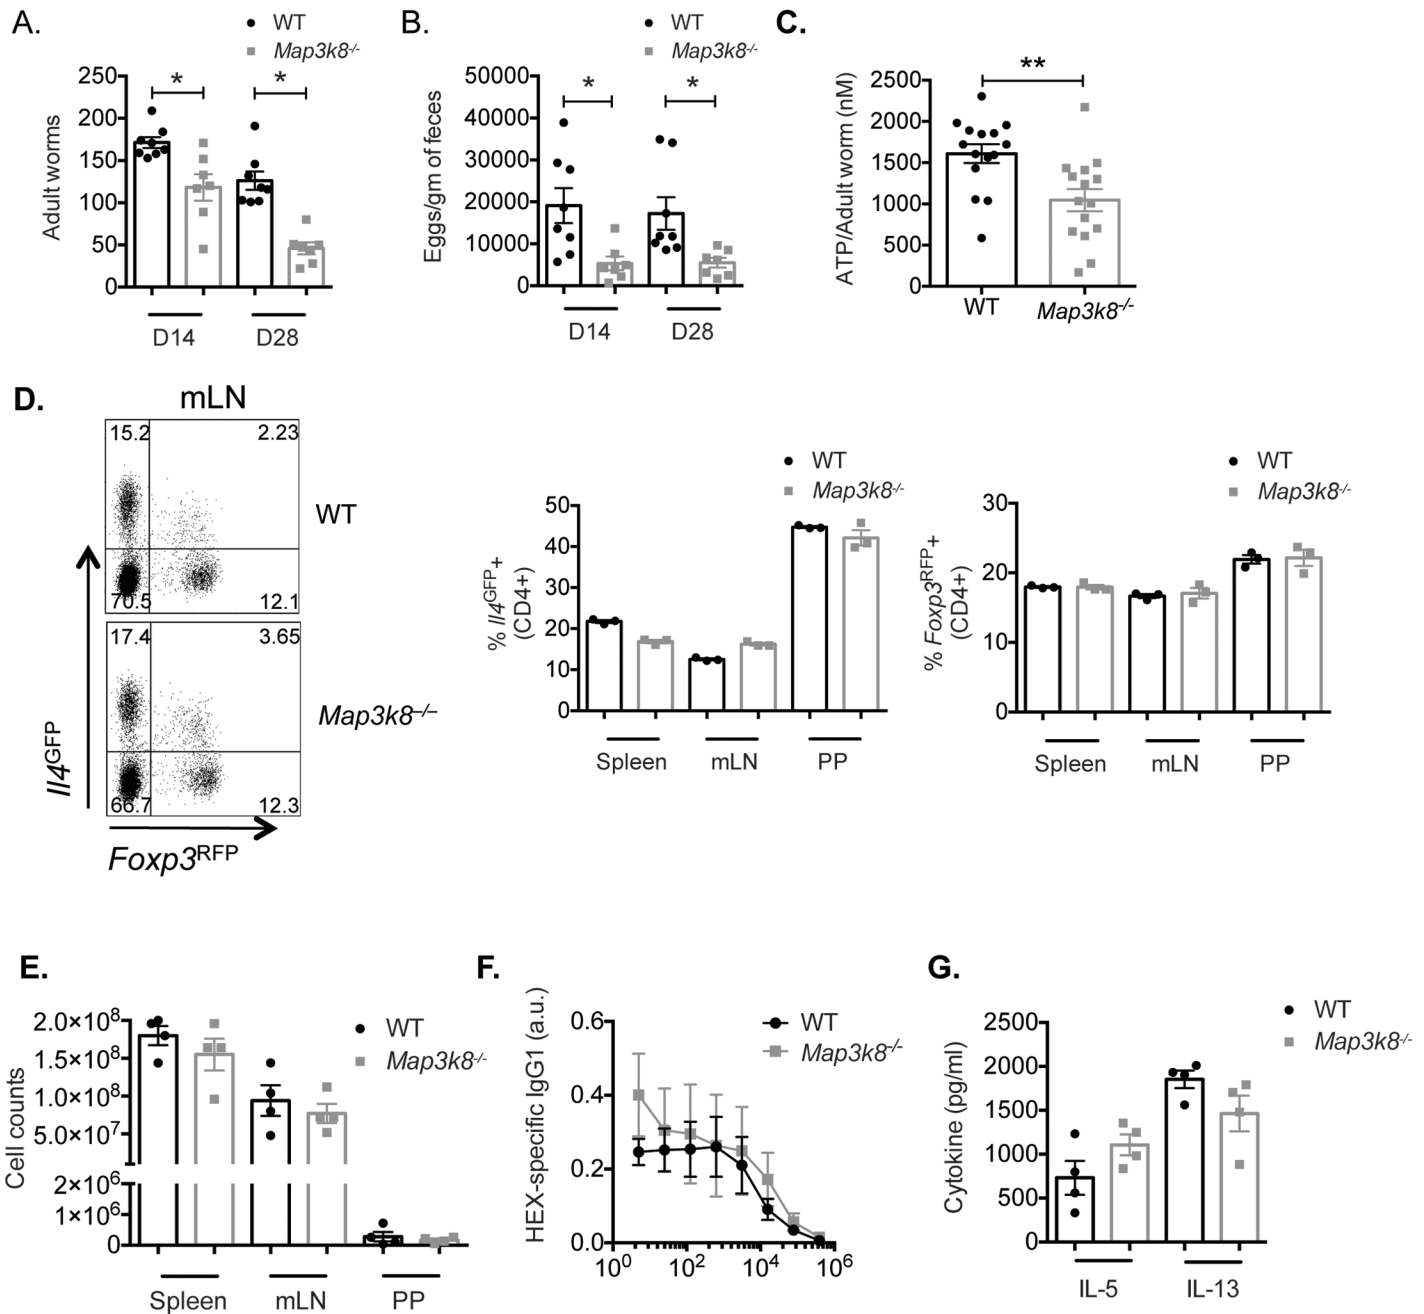 A.
WT
Map3k8-/-
Adult worms
250
200
150
100
50
0
*
*
D14
D28
B.
WT
Map3k8-/-
Eggs/gm of feces
50000
40000
30000
20000
10000
0
*
*
D14
D28
C.
ATP/Adult worm (nM)
2500
2000
1500
1000
500
0
**
WT
Map3k8-/-
D.
mLN
15.2 2.23
70.5 12.1
WT
17.4 3.65
66.7 12.3
Map3k8–/–
Il4GFP
Foxp3RFP
WT
Map3k8-/-
% Il4GFP+
(CD4+)
50
40
30
20
10
0
Spleen
mLN
PP
WT
Map3k8-/-
% Foxp3RFP+
(CD4+)
30
20
10
0
Spleen
mLN
PP
E.
Cell counts
2.0×10⁸
1.5×10⁸
1.0×10⁸
5.0×10⁷
2×10⁶
1×10⁶
0
WT
Map3k8-/-
Spleen
mLN
PP
F.
HEX-specific IgG1 (a.u.)
0.6
0.4
0.2
0.0
10⁰
10²
10⁴
10⁶
WT
Map3k8-/-
G.
Cytokine (pg/ml)
2500
2000
1500
1000
500
0
WT
Map3k8-/-
IL-5
IL-13